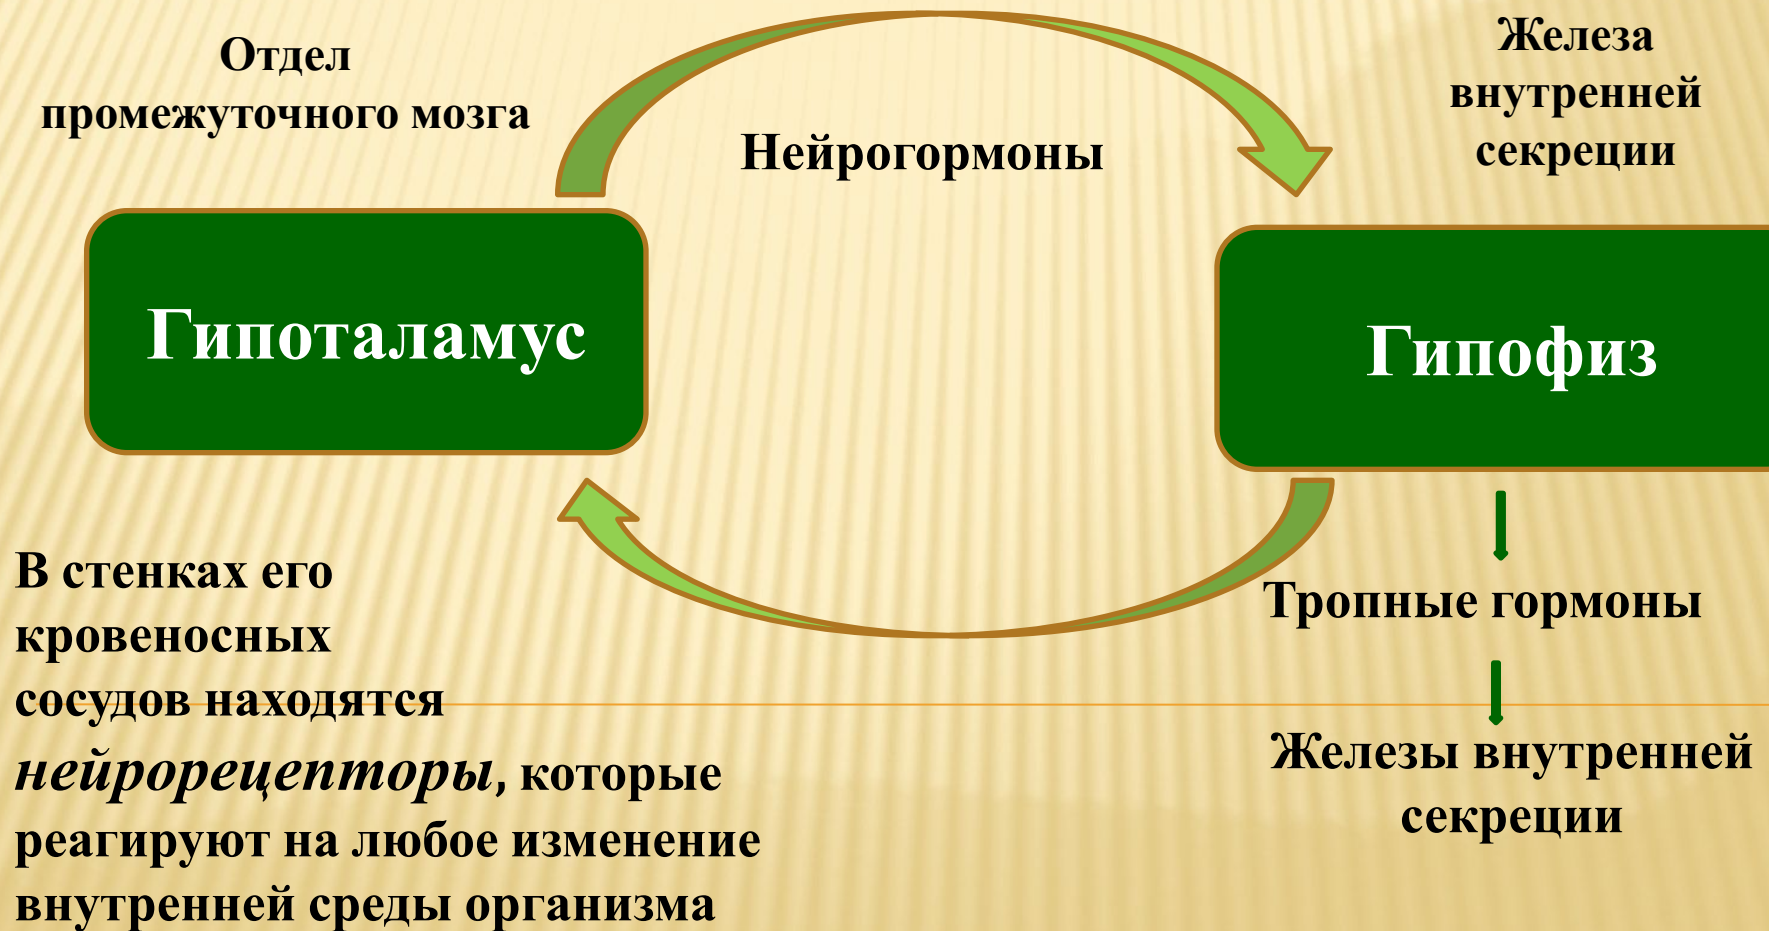 Отдел
промежуточного мозга
Нейрогормоны
Железа
внутренней
секреции
Гипоталамус
Гипофиз
В стенках его
кровеносных
сосудов находятся
нейрорецепторы, которые
реагируют на любое изменение
внутренней среды организма
Тропные гормоны
Железы внутренней
секреции